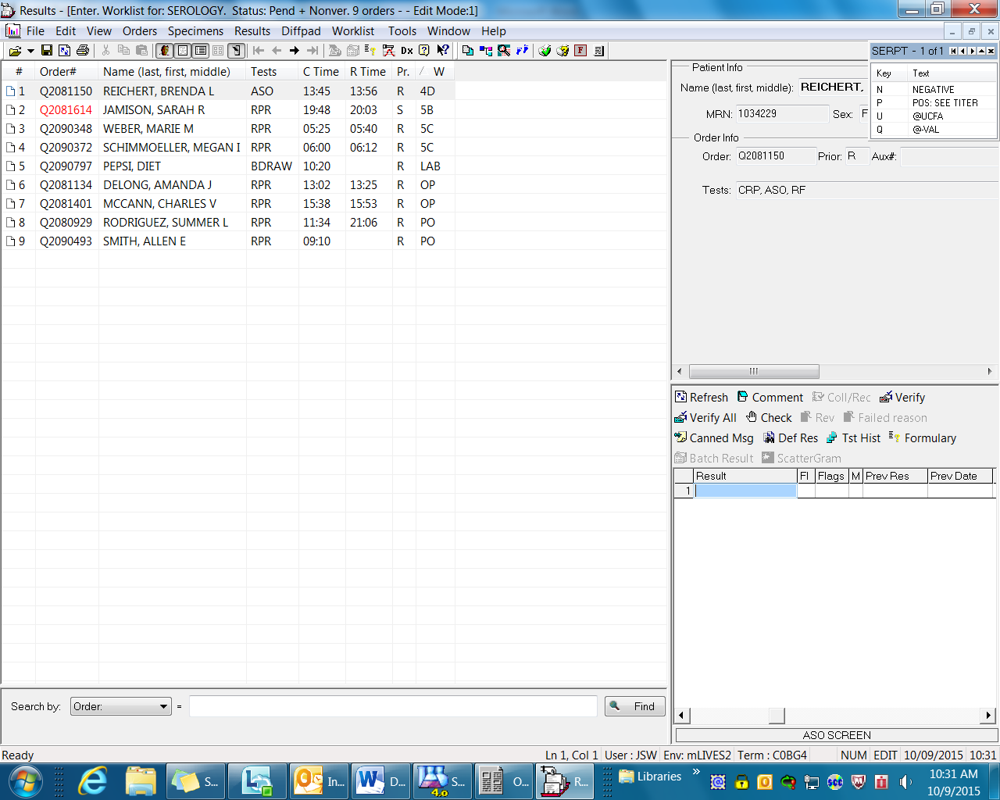 Results - [Enter. Worklist for: SEROLOGY.  Status: Pend + Nonver. 9 orders - - Edit Mode:1]
File Edit View Orders Specimens Results Diffpad Worklist Tools Window Help
Dx
# Order# Name (last, first, middle) Tests C Time R Time Pr. / W
1 Q2081150 REICHERT, BRENDA L ASO 13:45 13:56 R 4D
2 Q2081614 JAMISON, SARAH R RPR 19:48 20:03 S 5B
3 Q2090348 WEBER, MARIE M RPR 05:25 05:40 R 5C
4 Q2090372 SCHIMMOELLER, MEGAN I RPR 06:00 06:12 R 5C
5 Q2090797 PEPSI, DIET BDRAW 10:20 R LAB
6 Q2081134 DELONG, AMANDA J RPR 13:02 13:25 R OP
7 Q2081401 MCCANN, CHARLES V RPR 15:38 15:53 R OP
8 Q2080929 RODRIGUEZ, SUMMER L RPR 11:34 21:06 R PO
9 Q2090493 SMITH, ALLEN E RPR 09:10 R PO
Search by: Order: = Find
Patient Info
Name (last, first, middle): REICHERT,
MRN: 1034229 Sex: F
Order Info
Order: Q2081150 Prior: R Aux#:
Tests: CRP, ASO, RF
SERPT - 1 of 1
Key Text
N NEGATIVE
P POS: SEE TITER
U @UCFA
Q @-VAL
Refresh Comment Coll/Rec Verify
Verify All Check Rev Failed reason
Canned Msg Def Res Tst Hist Formulary
Batch Result ScatterGram
Result Fl Flags M Prev Res Prev Date
1
ASO SCREEN
Ready Ln 1, Col 1 User : JSW Env: mLIVES2 Term : C0BG4 NUM EDIT 10/09/2015 10:31
S... L... In... D... S... O... R... Libraries »
4.0
10:31 AM
10/9/2015